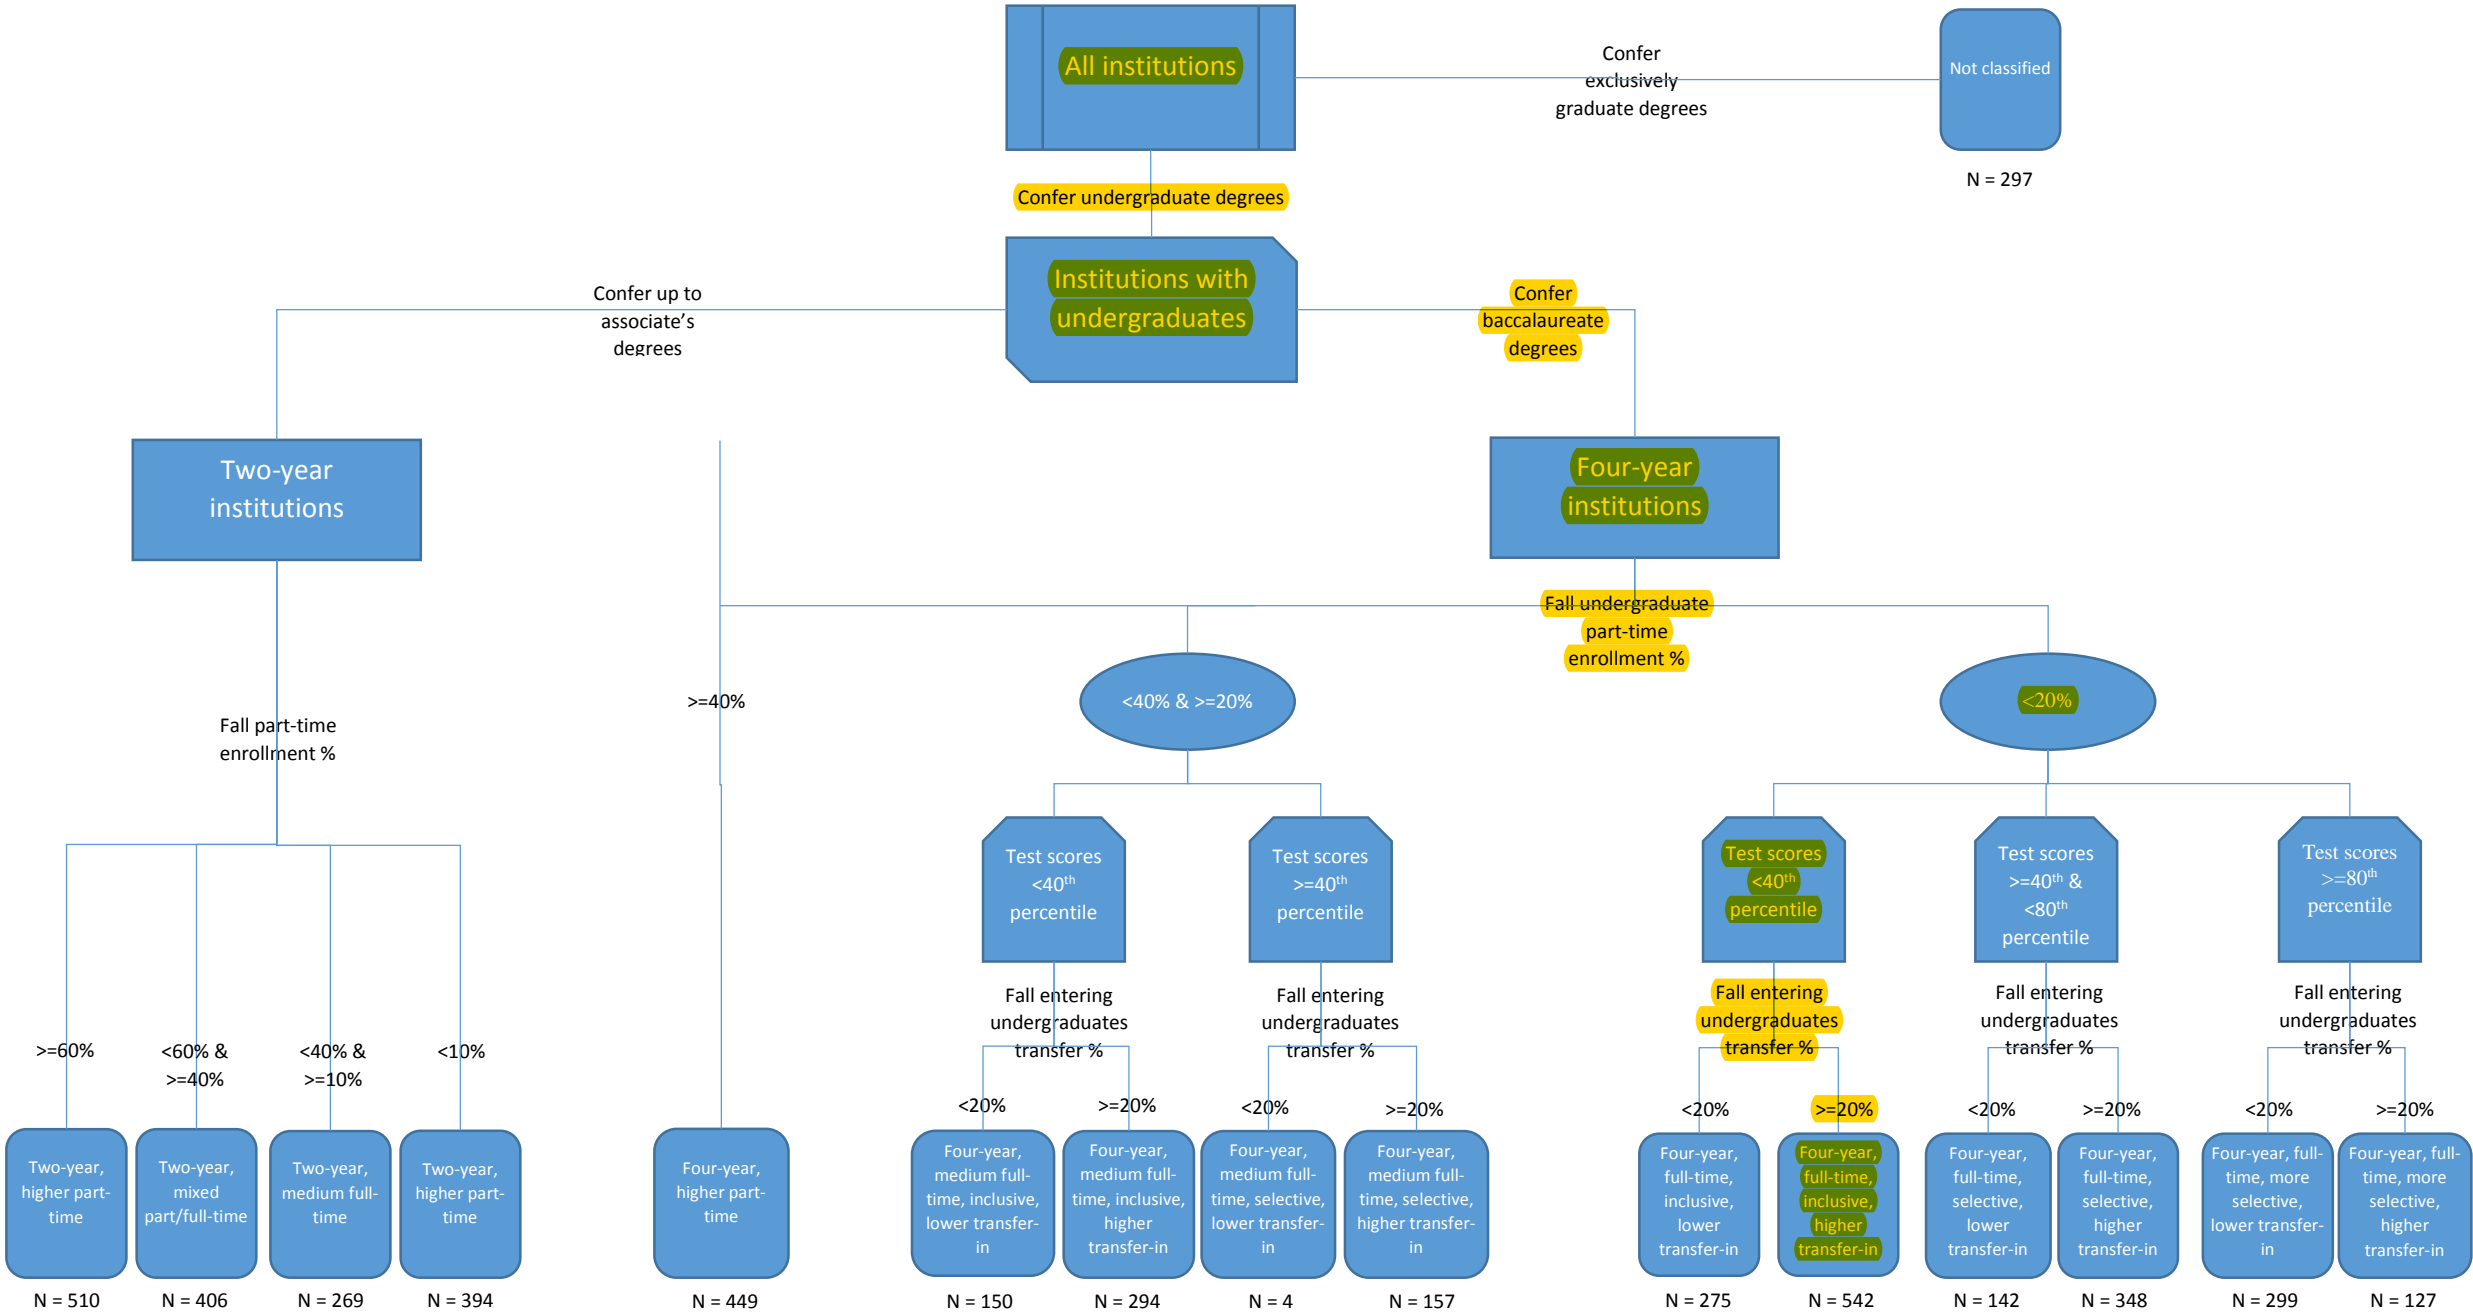 All institutions
Confer
exclusively
graduate degrees
Not classified
N = 297
Confer undergraduate degrees
Institutions with
undergraduates
Confer up to
associate’s
degrees
Confer
baccalaureate
degrees
Two-year
institutions
Four-year
institutions
Fall part-time
enrollment %
Fall undergraduate
part-time
enrollment %
>=40%
<40% & >=20%
<20%
Test scores
<40th
percentile
Test scores
>=40th
percentile
Test scores
<40th
percentile
Test scores
>=40th &
<80th
percentile
Test scores
>=80th
percentile
Fall entering
undergraduates
transfer %
Fall entering
undergraduates
transfer %
Fall entering
undergraduates
transfer %
Fall entering
undergraduates
transfer %
Fall entering
undergraduates
transfer %
>=60%
<60% &
>=40%
<40% &
>=10%
<10%
<20%
>=20%
<20%
>=20%
<20%
>=20%
<20%
>=20%
<20%
>=20%
Two-year,
higher part-
time
Two-year,
mixed
part/full-time
Two-year,
medium full-
time
Two-year,
higher part-
time
Four-year,
higher part-
time
Four-year,
medium full-
time, inclusive,
lower transfer-
in
Four-year,
medium full-
time, inclusive,
higher
transfer-in
Four-year,
medium full-
time, selective,
lower transfer-
in
Four-year,
medium full-
time, selective,
higher transfer-
in
Four-year,
full-time,
inclusive,
lower
transfer-in
Four-year,
full-time,
inclusive,
higher
transfer-in
Four-year,
full-time,
selective,
lower
transfer-in
Four-year,
full-time,
selective,
higher
transfer-in
Four-year, full-
time, more
selective,
lower transfer-
in
Four-year, full-
time, more
selective,
higher
transfer-in
N = 510
N = 406
N = 269
N = 394
N = 449
N = 150
N = 294
N = 4
N = 157
N = 275
N = 542
N = 142
N = 348
N = 299
N = 127